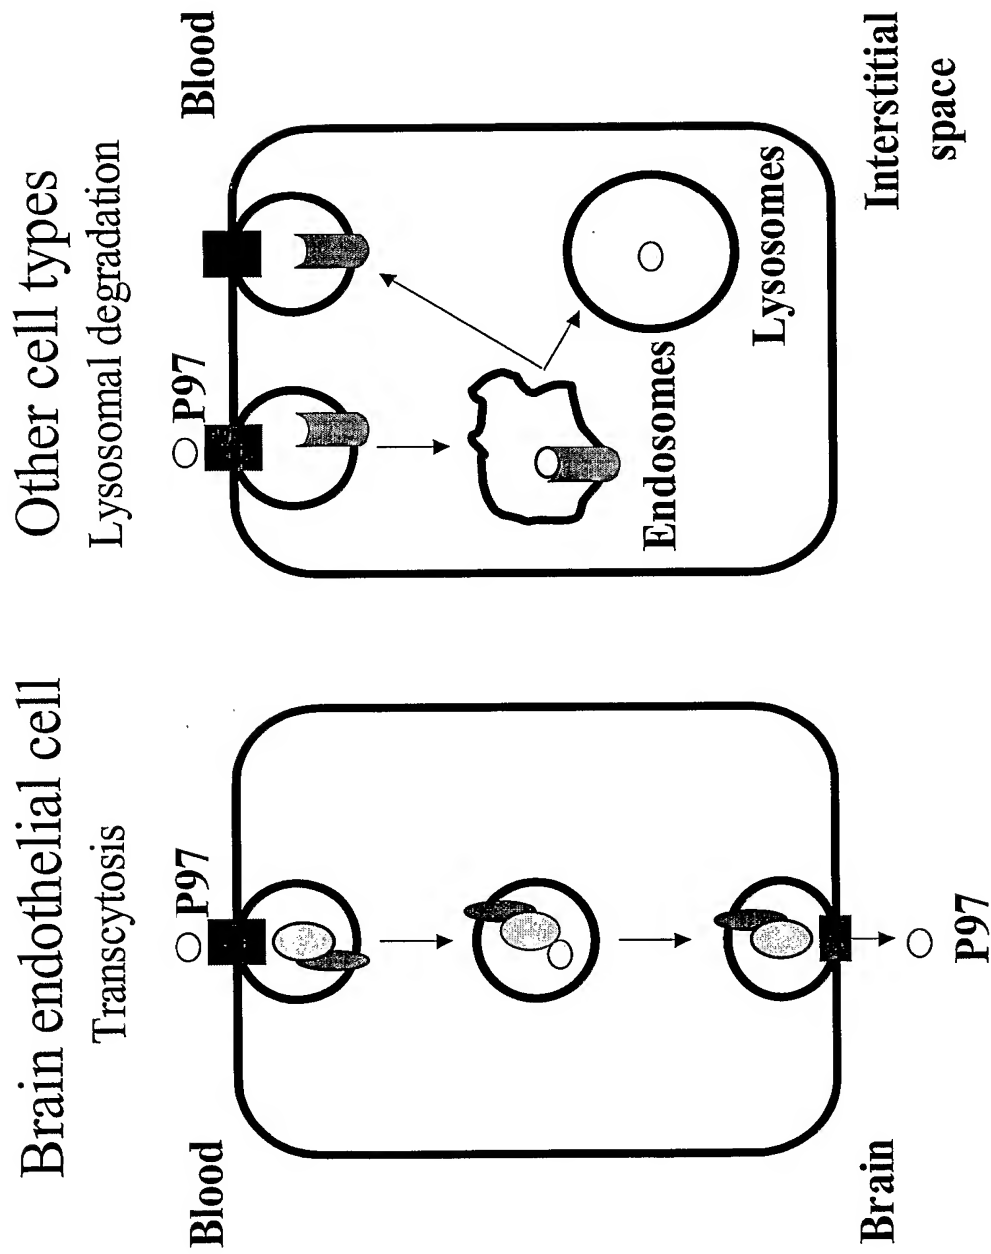 Brain endothelial cell
Transcytosis
Blood
P97
Brain
P97
Other cell types
Lysosomal degradation
P97
Blood
Endosomes
Lysosomes
Interstitial
space